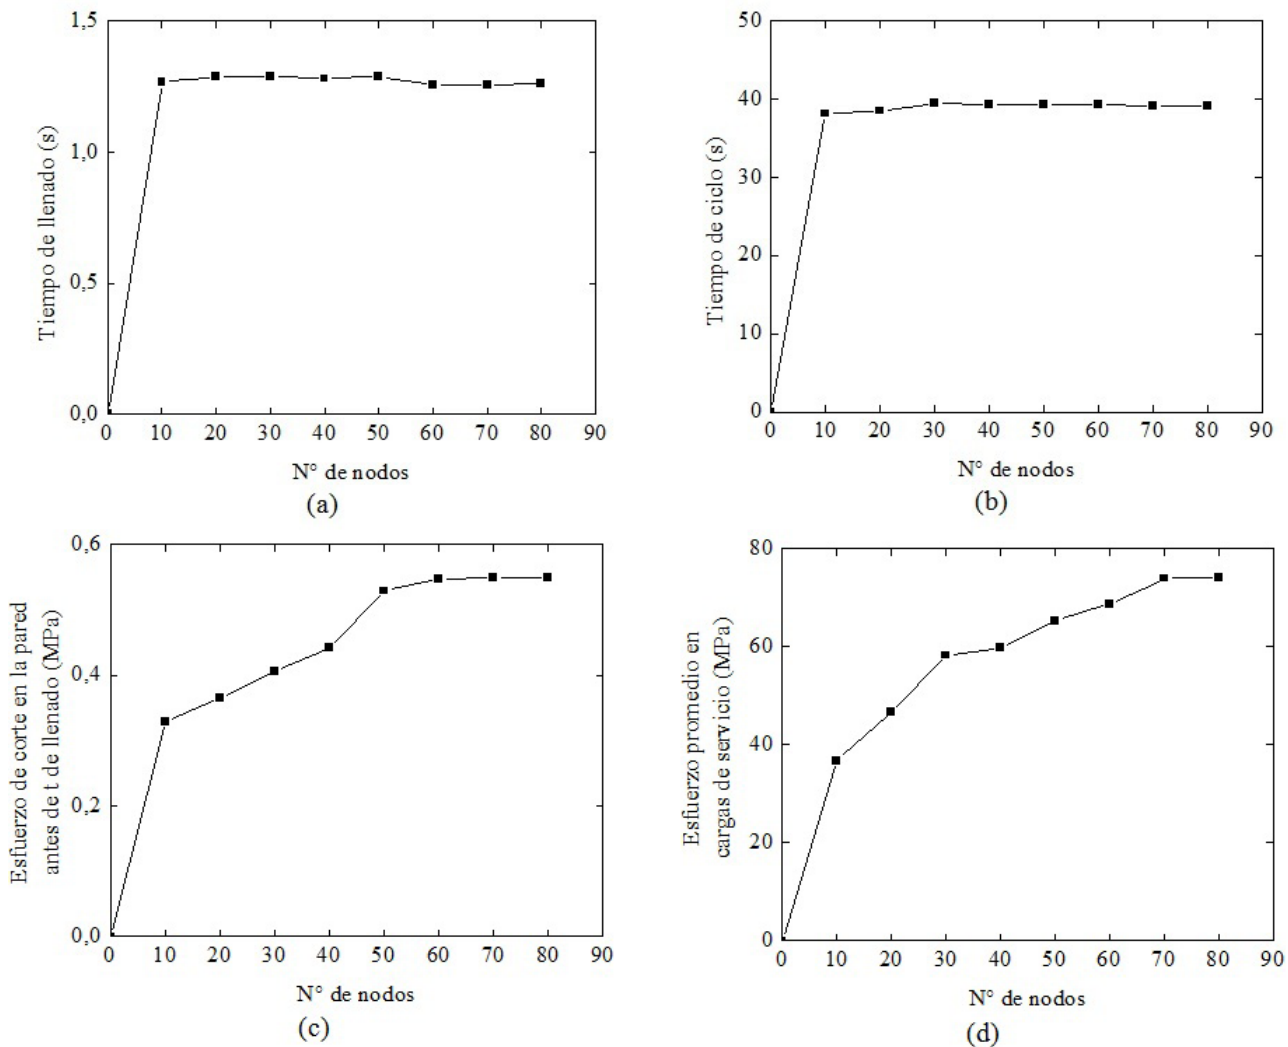 1,5
1,0
0,5
0,0
Tiempo de llenado (s)
0 10 20 30 40 50 60 70 80 90
N° de nodos
(a)
50
40
30
20
10
0
Tiempo de ciclo (s)
0 10 20 30 40 50 60 70 80 90
N° de nodos
(b)
0,6
0,4
0,2
0,0
Esfuerzo de corte en la pared
antes de t de llenado (MPa)
0 10 20 30 40 50 60 70 80 90
N° de nodos
(c)
80
60
40
20
0
Esfuerzo promedio en
cargas de servicio (MPa)
0 10 20 30 40 50 60 70 80 90
N° de nodos
(d)